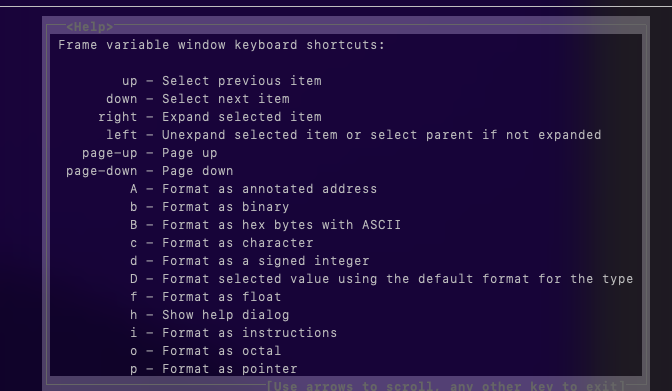 <Help>
Frame variable window keyboard shortcuts:
up - Select previous item
down - Select next item
right - Expand selected item
left - Unexpand selected item or select parent if not expanded
page-up - Page up
page-down - Page down
A - Format as annotated address
b - Format as binary
B - Format as hex bytes with ASCII
c - Format as character
d - Format as a signed integer
D - Format selected value using the default format for the type
f - Format as float
h - Show help dialog
i - Format as instructions
o - Format as octal
p - Format as pointer
[Use arrows to scroll, any other key to exit]